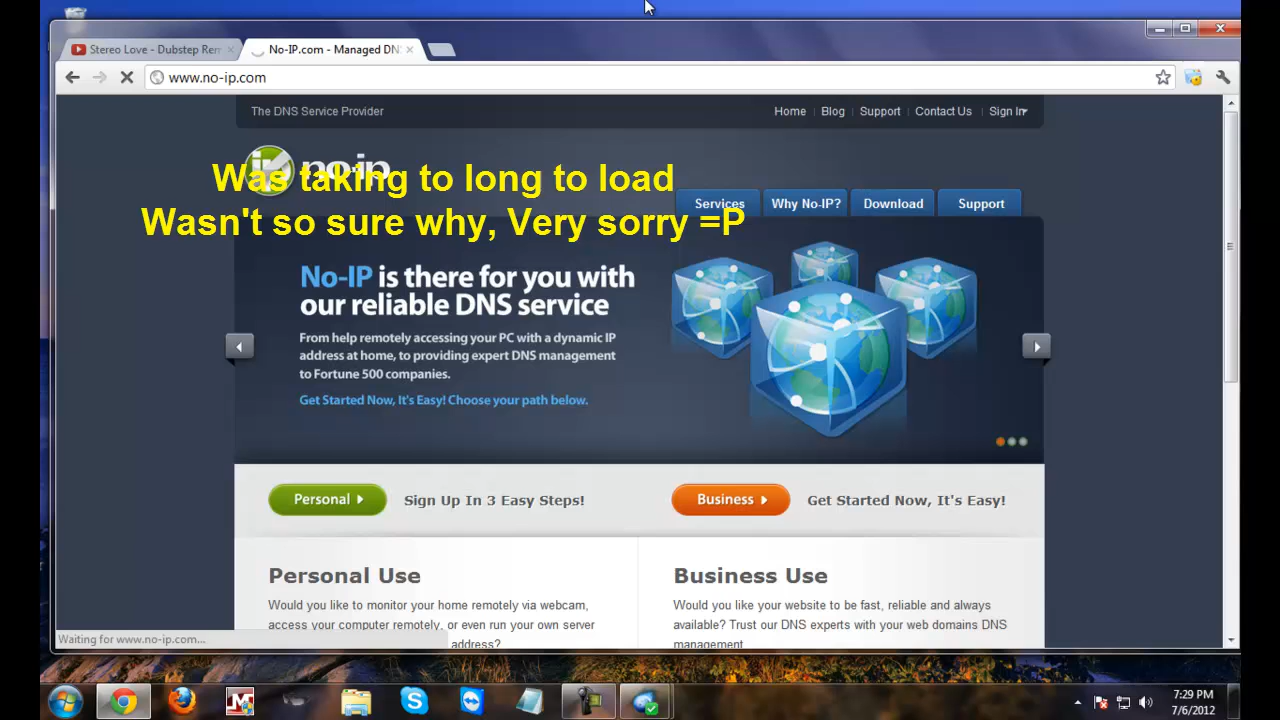 Stereo Love - Dubstep Rem
No-IP.com - Managed DN
www.no-ip.com
The DNS Service Provider
Home Blog Support Contact Us Sign In
no-ip
Was taking to long to load
Wasn't so sure why, Very sorry =P
Services Why No-IP? Download Support
No-IP is there for you with
our reliable DNS service
From help remotely accessing your PC with a dynamic IP
address at home, to providing expert DNS management
to Fortune 500 companies.
Get Started Now, It's Easy! Choose your path below.
Personal Sign Up In 3 Easy Steps! Business Get Started Now, It's Easy!
Personal Use
Would you like to monitor your home remotely via webcam,
access your computer remotely, or even run your own server
address?
Business Use
Would you like your website to be fast, reliable and always
available? Trust our DNS experts with your web domains DNS
management
Waiting for www.no-ip.com...
7:29 PM
7/6/2012